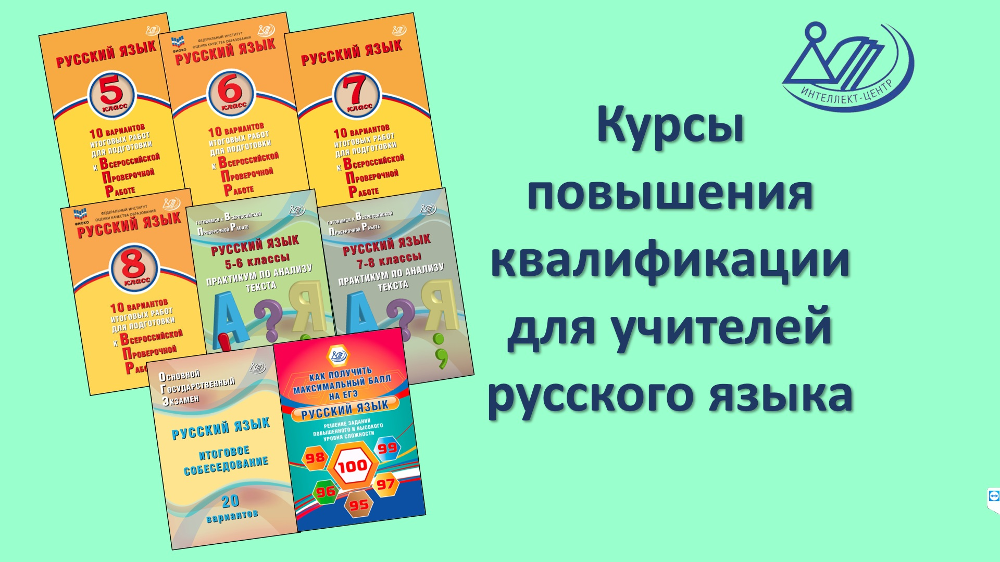 РУССКИЙ ЯЗЫК
5
класс
10 ВАРИАНТОВ
ИТОГОВЫХ РАБОТ
ДЛЯ ПОДГОТОВКИ
К ВСЕРОССИЙСКОЙ
ПРОВЕРОЧНОЙ
РАБОТЕ
ФИОКО
ФЕДЕРАЛЬНЫЙ ИНСТИТУТ
ОЦЕНКИ КАЧЕСТВА ОБРАЗОВАНИЯ
РУССКИЙ ЯЗЫК
6
класс
10 ВАРИАНТОВ
ИТОГОВЫХ РАБОТ
ДЛЯ ПОДГОТОВКИ
К ВСЕРОССИЙСКОЙ
ПРОВЕРОЧНОЙ
РАБОТЕ
РУССКИЙ ЯЗЫК
7
класс
10 ВАРИАНТОВ
ИТОГОВЫХ РАБОТ
ДЛЯ ПОДГОТОВКИ
К ВСЕРОССИЙСКОЙ
ПРОВЕРОЧНОЙ
РАБОТЕ
ИНТЕЛЛЕКТ-ЦЕНТР
Курсы
повышения
квалификации
для учителей
русского языка
ФИОКО
ФЕДЕРАЛЬНЫЙ ИНСТИТУТ
ОЦЕНКИ КАЧЕСТВА ОБРАЗОВАНИЯ
РУССКИЙ ЯЗЫК
8
класс
10 ВАРИАНТОВ
ИТОГОВЫХ РАБОТ
ДЛЯ ПОДГОТОВКИ
К ВСЕРОССИЙСКОЙ
ПРОВЕРОЧНОЙ
ГОТОВИМСЯ К ВСЕРОССИЙСКОЙ
ПРОВЕРОЧНОЙ РАБОТЕ
РУССКИЙ ЯЗЫК
5-6 классы
ПРАКТИКУМ ПО АНАЛИЗУ
ТЕКСТА
А?Я
ГОТОВИМСЯ К ВСЕРОССИЙСКОЙ
ПРОВЕРОЧНОЙ РАБОТЕ
РУССКИЙ ЯЗЫК
7-8 классы
ПРАКТИКУМ ПО АНАЛИЗУ
ТЕКСТА
А?Я
;
ОСНОВНОЙ
ГОСУДАРСТВЕННЫЙ
ЭКЗАМЕН
РУССКИЙ ЯЗЫК
ИТОГОВОЕ
СОБЕСЕДОВАНИЕ
20
вариантов
КАК ПОЛУЧИТЬ
МАКСИМАЛЬНЫЙ БАЛЛ
НА ЕГЭ
РУССКИЙ ЯЗЫК
РЕШЕНИЕ ЗАДАНИЙ
ПОВЫШЕННОГО И ВЫСОКОГО
УРОВНЯ СЛОЖНОСТИ
98
100
99
96
97
95